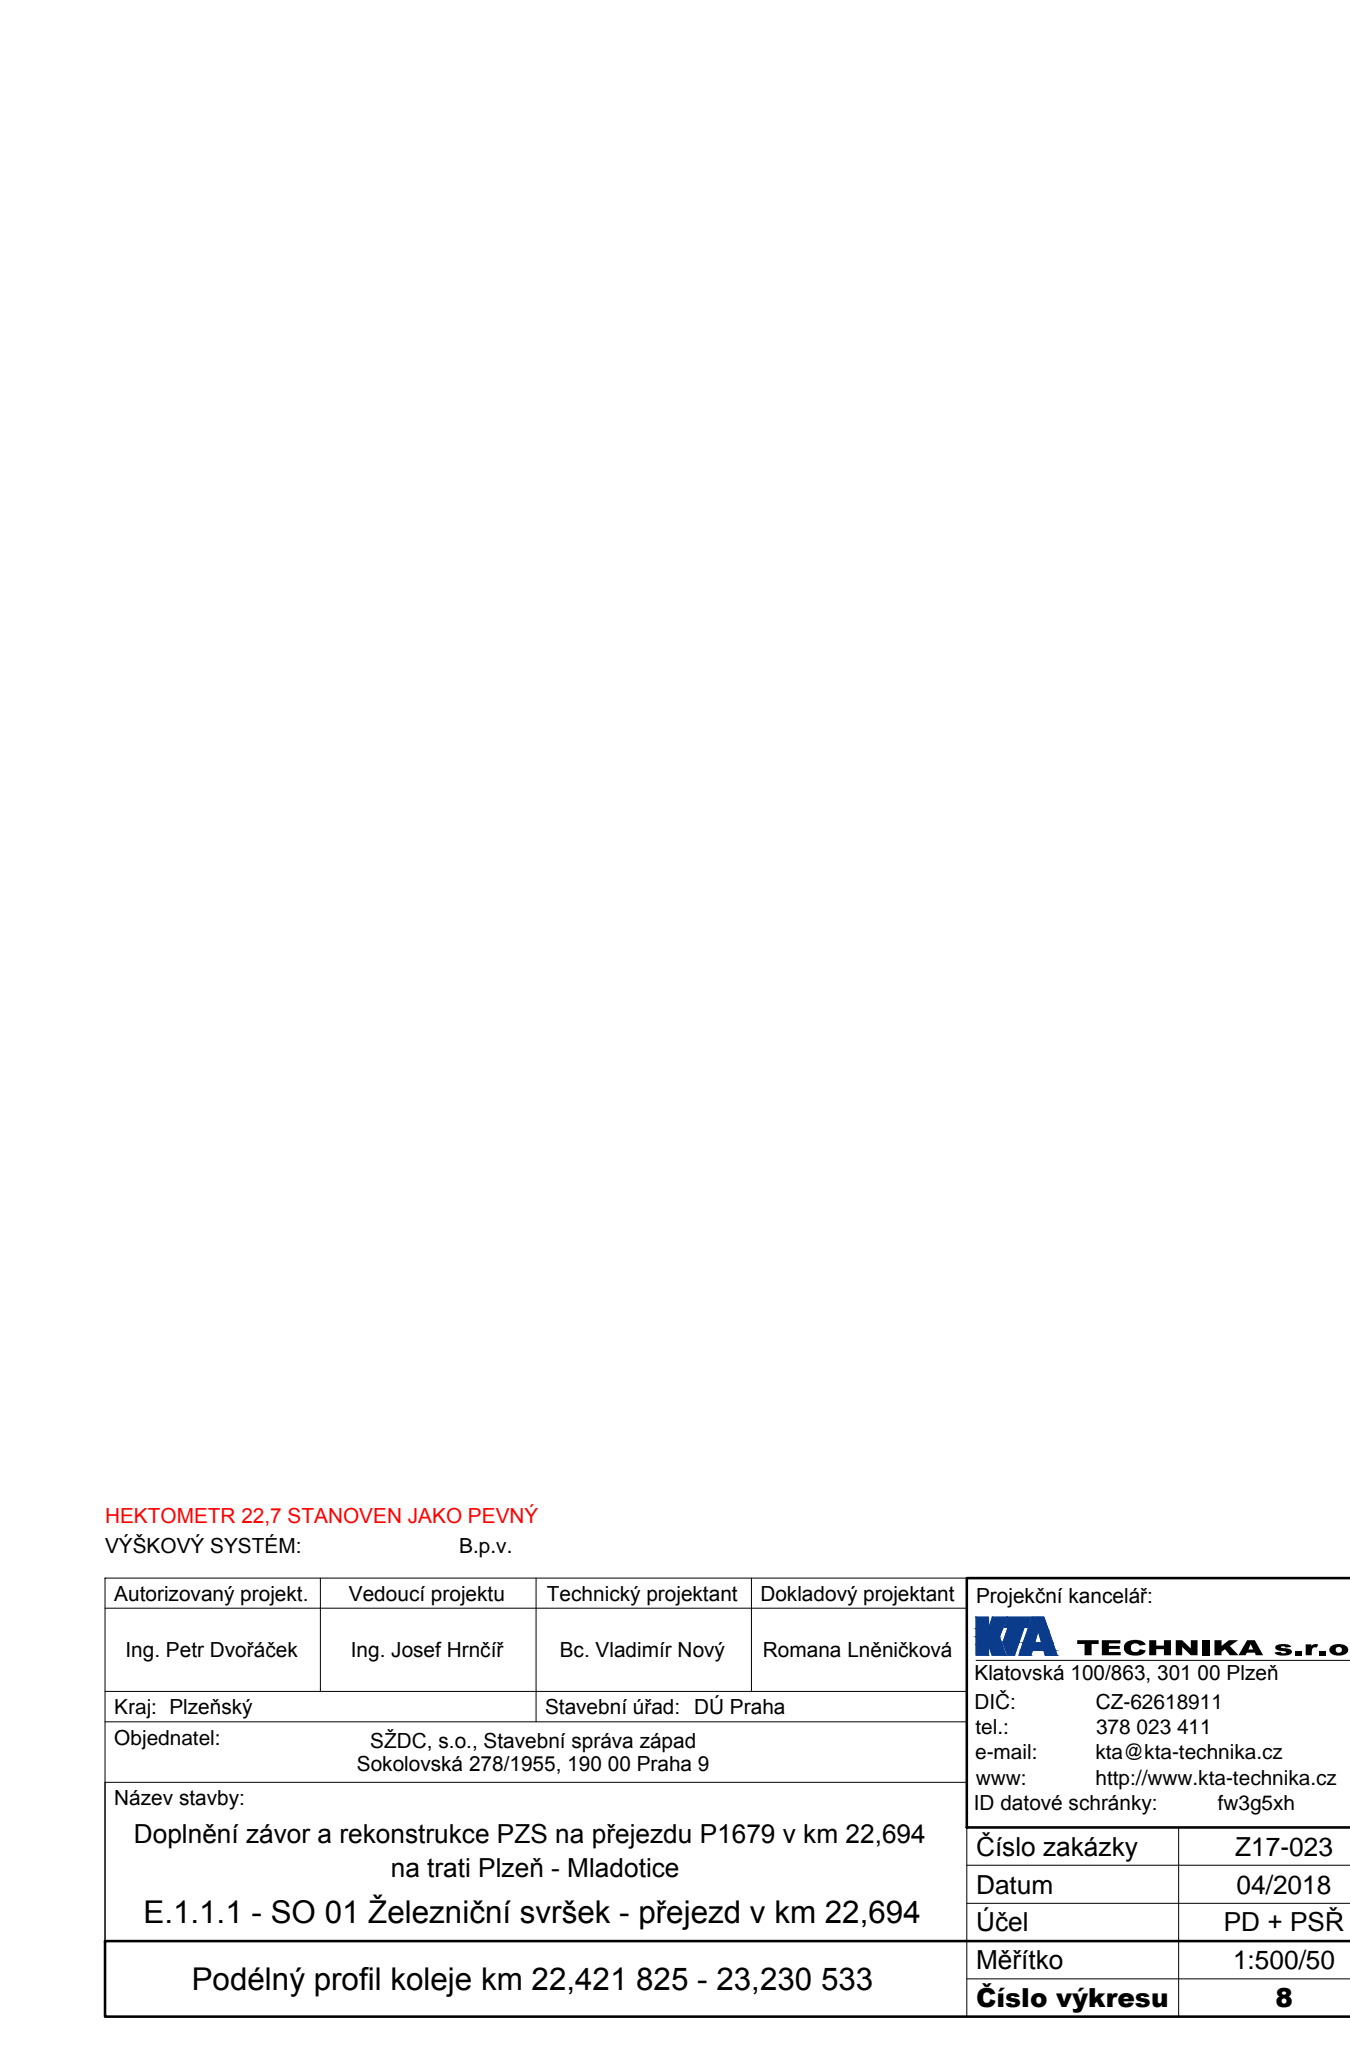 HEKTOMETR 22,7 STANOVEN JAKO PEVNÝ
VÝŠKOVÝ SYSTÉM: B.p.v.
Autorizovaný projekt. Vedoucí projektu Technický projektant Dokladový projektant
Ing. Petr Dvořáček Ing. Josef Hrnčíř Bc. Vladimír Nový Romana Lněničková
Kraj: Plzeňský Stavební úřad: DÚ Praha
Objednatel: SŽDC, s.o., Stavební správa západ
Sokolovská 278/1955, 190 00 Praha 9
Název stavby:
Doplnění závor a rekonstrukce PZS na přejezdu P1679 v km 22,694
na trati Plzeň - Mladotice
E.1.1.1 - SO 01 Železniční svršek - přejezd v km 22,694
Podélný profil koleje km 22,421 825 - 23,230 533
Projekční kancelář:
KTA TECHNIKA s.r.o
Klatovská 100/863, 301 00 Plzeň
DIČ: CZ-62618911
tel.: 378 023 411
e-mail: kta@kta-technika.cz
www: http://www.kta-technika.cz
ID datové schránky: fw3g5xh
Číslo zakázky Z17-023
Datum 04/2018
Účel PD + PSŘ
Měřítko 1:500/50
Číslo výkresu 8